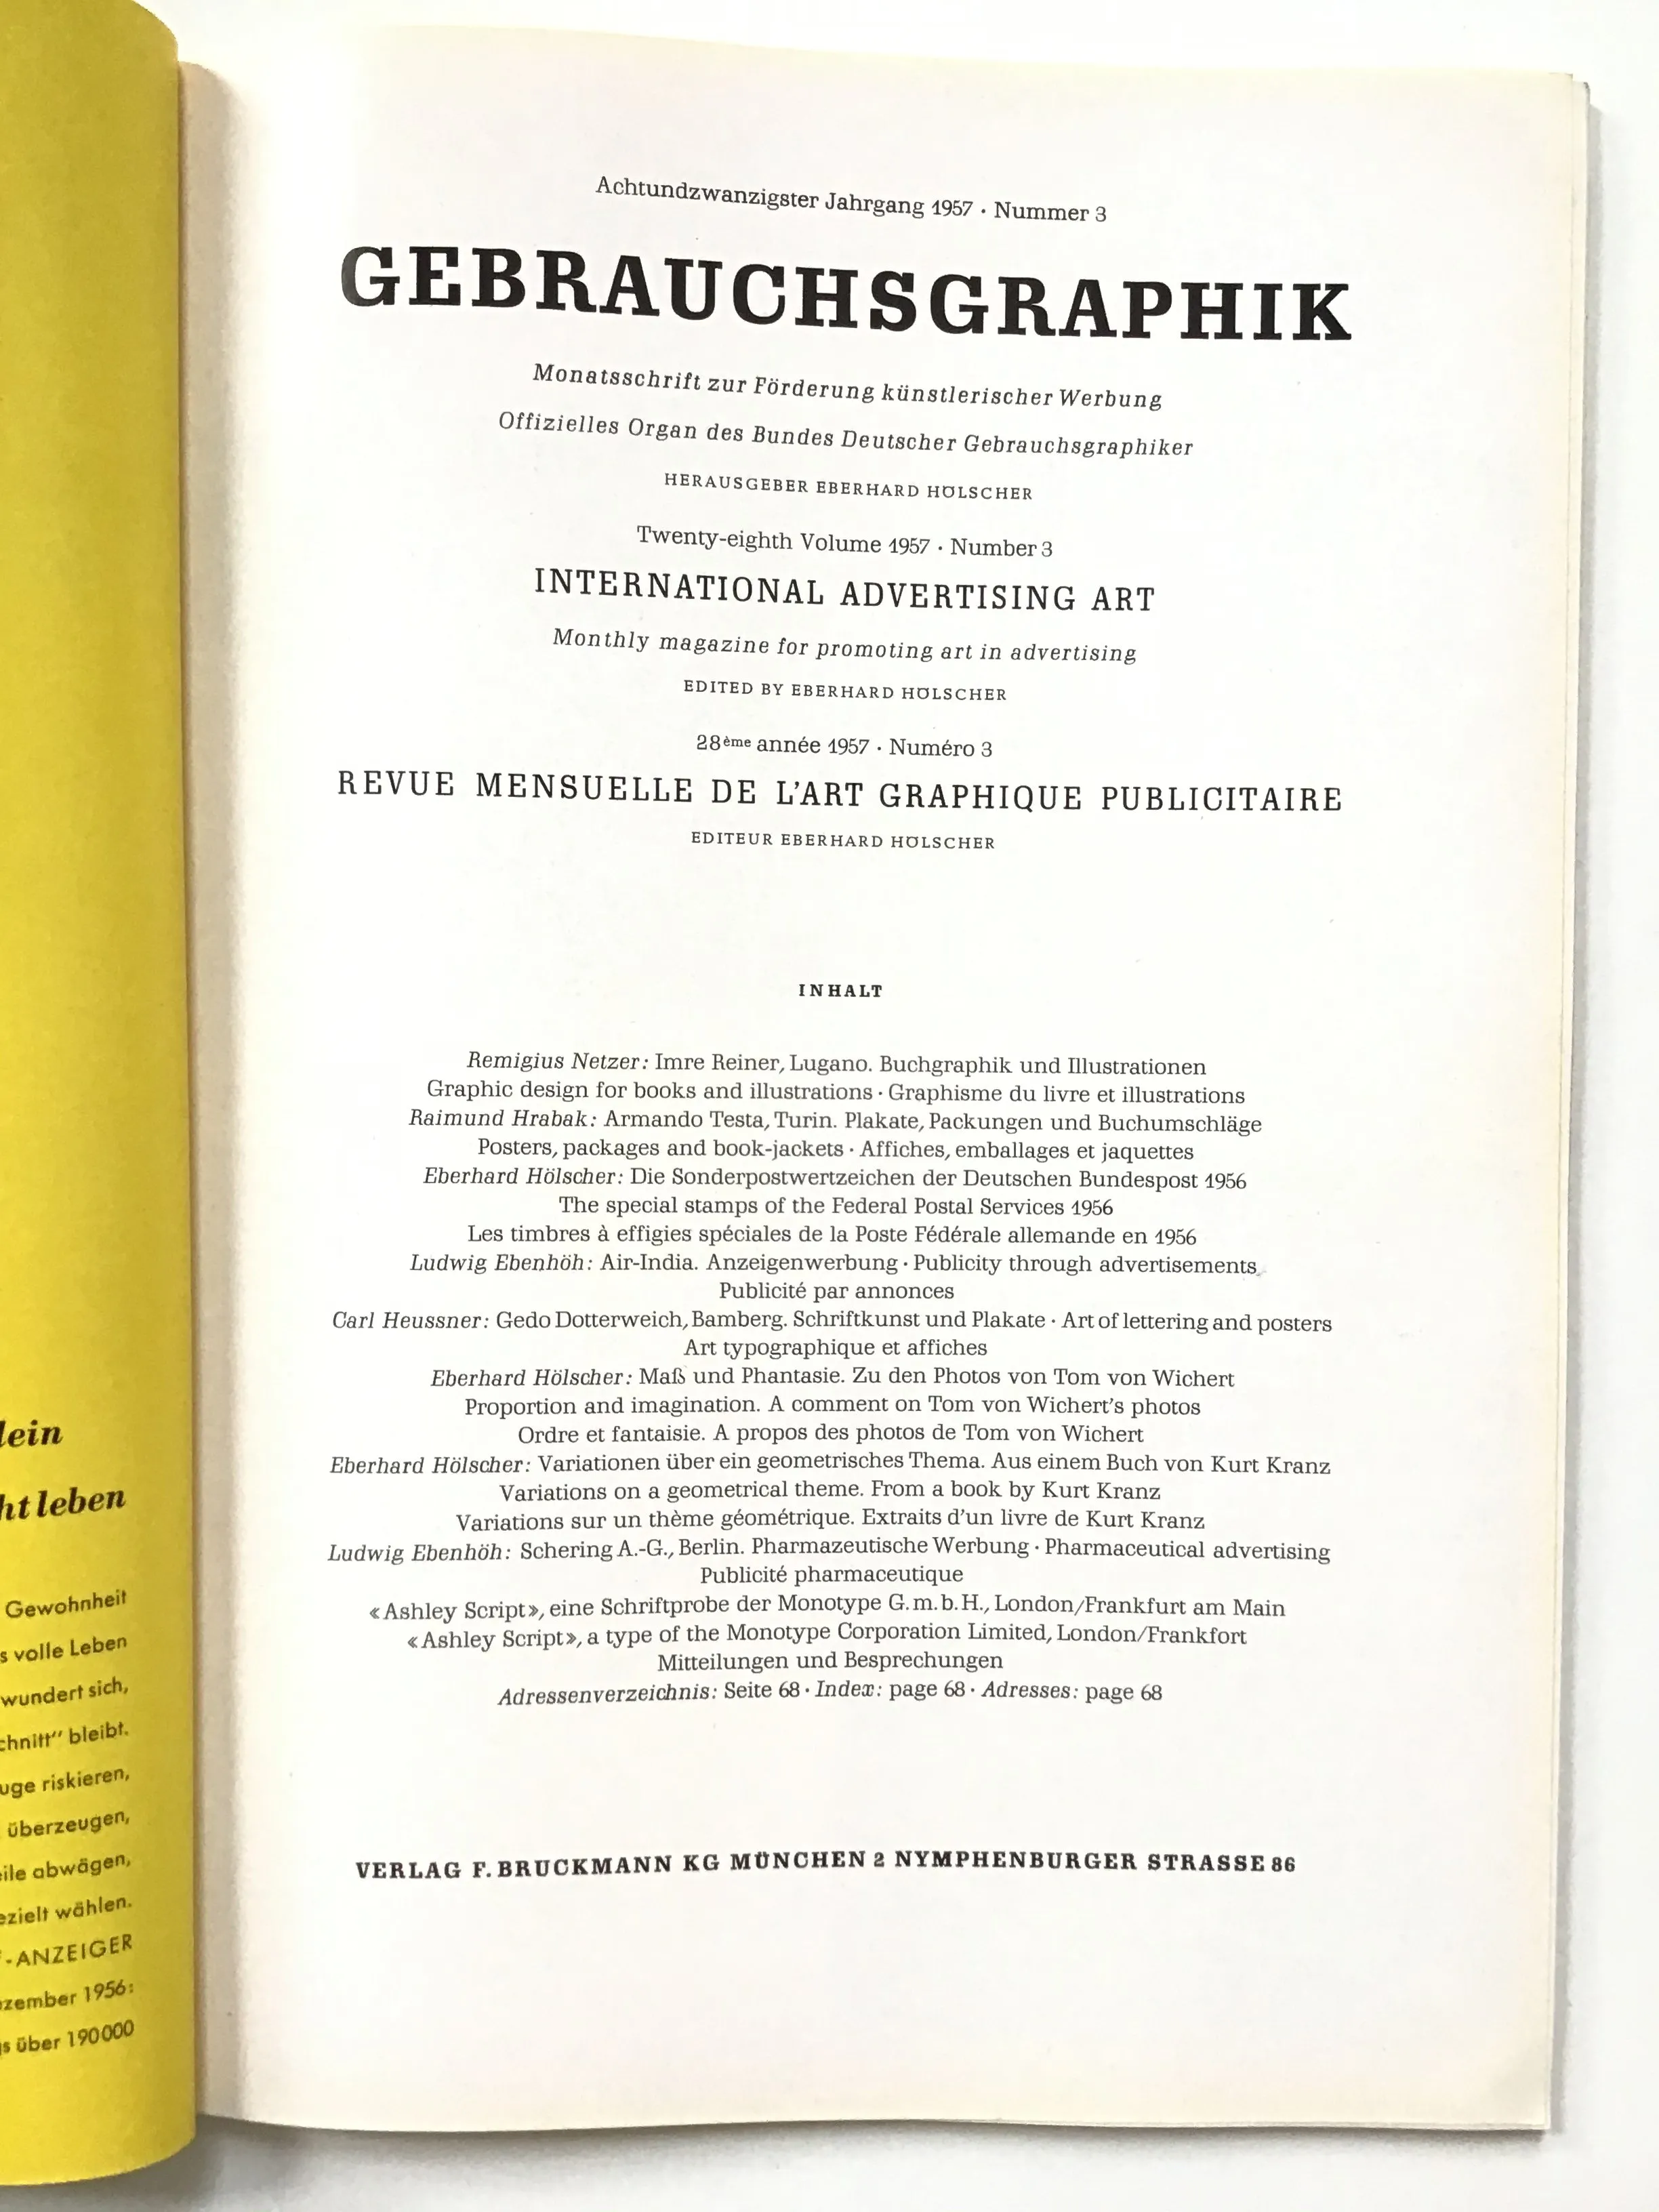 Achtundzwanzigster Jahrgang 1957 · Nummer 3
GEBRAUCHSGRAPHIK
Monatsschrift zur Förderung künstlerischer Werbung
Offizielles Organ des Bundes Deutscher Gebrauchsgraphiker
HERAUSGEBER EBERHARD HÖLSCHER
Twenty-eighth Volume 1957 · Number 3
INTERNATIONAL ADVERTISING ART
Monthly magazine for promoting art in advertising
EDITED BY EBERHARD HÖLSCHER
28ème année 1957 · Numéro 3
REVUE MENSUELLE DE L'ART GRAPHIQUE PUBLICITAIRE
EDITEUR EBERHARD HÖLSCHER
INHALT
Remigius Netzer: Imre Reiner, Lugano. Buchgraphik und Illustrationen
Graphic design for books and illustrations · Graphisme du livre et illustrations
Raimund Hrabak: Armando Testa, Turin. Plakate, Packungen und Buchumschläge
Posters, packages and book-jackets · Affiches, emballages et jaquettes
Eberhard Hölscher: Die Sonderpostwertzeichen der Deutschen Bundespost 1956
The special stamps of the Federal Postal Services 1956
Les timbres à effigies spéciales de la Poste Fédérale allemande en 1956
Ludwig Ebenhöh: Air-India. Anzeigenwerbung · Publicity through advertisements
Publicité par annonces
Carl Heussner: Gedo Dotterweich, Bamberg. Schriftkunst und Plakate · Art of lettering and posters
Art typographique et affiches
Eberhard Hölscher: Maß und Phantasie. Zu den Photos von Tom von Wichert
Proportion and imagination. A comment on Tom von Wichert's photos
Ordre et fantaisie. A propos des photos de Tom von Wichert
Eberhard Hölscher: Variationen über ein geometrisches Thema. Aus einem Buch von Kurt Kranz
Variations on a geometrical theme. From a book by Kurt Kranz
Variations sur un thème géométrique. Extraits d'un livre de Kurt Kranz
Ludwig Ebenhöh: Schering A.-G., Berlin. Pharmazeutische Werbung · Pharmaceutical advertising
Publicité pharmaceutique
«Ashley Script», eine Schriftprobe der Monotype G.m.b.H., London/Frankfurt am Main
«Ashley Script», a type of the Monotype Corporation Limited, London/Frankfort
Mitteilungen und Besprechungen
Adressenverzeichnis: Seite 68 · Index: page 68 · Adresses: page 68
VERLAG F. BRUCKMANN KG MÜNCHEN 2 NYMPHENBURGER STRASSE 86
leben
Gewohnheit
volle Leben
wundert sich,
bleibt.
riskieren,
überzeugen,
abwägen,
wählen.
-ANZEIGER
1956:
über 190000